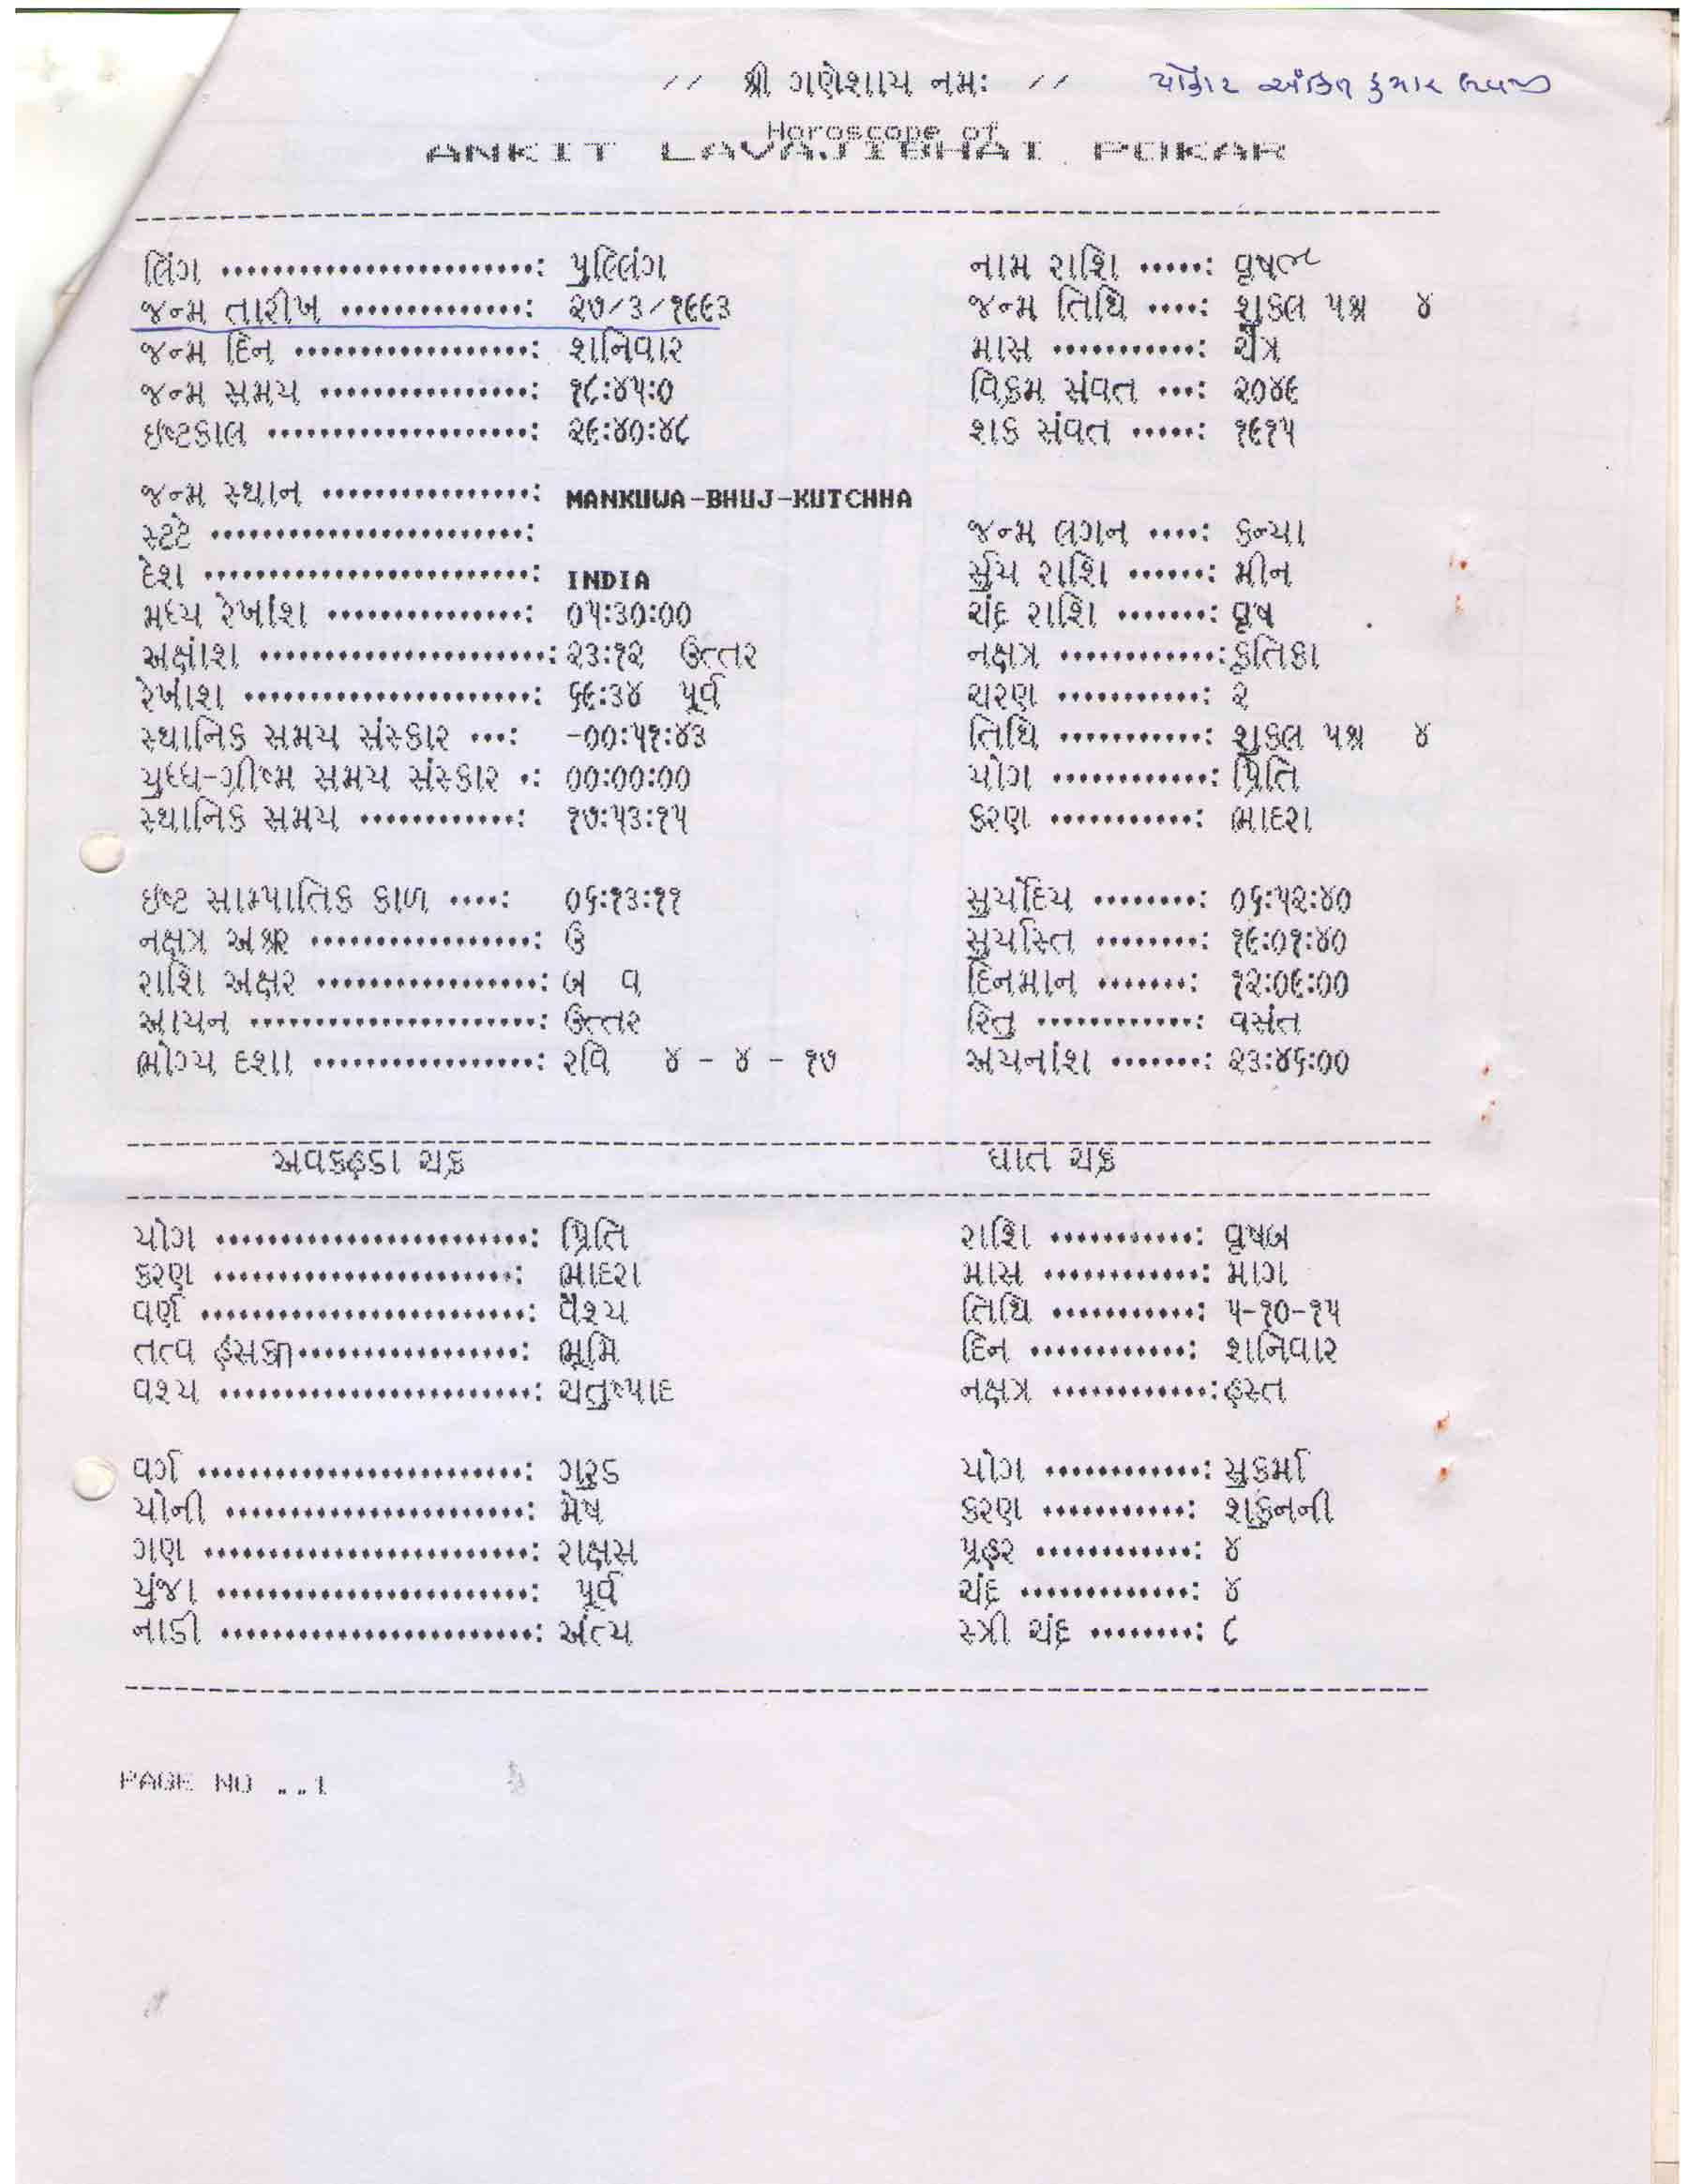 // શ્રી ગણેશાય નમઃ // પોકાર અંકિત કુમાર લવજી
Horoscope of
ANKIT LAVAJIBHAI POKAR
લિંગ ........................: પુલ્લિંગ નામ રાશિ .....: વૃષભ
જન્મ તારીખ ...............: ૨૭/૩/૧૯૯૩ જન્મ તિથિ ....: શુકલ પક્ષ ૪
જન્મ દિન ..................: શનિવાર માસ ...........: ચૈત્ર
જન્મ સમય ................: ૧૮:૪૫:૦ વિક્રમ સંવત ...: ૨૦૪૯
ઇષ્ટકાલ ....................: ૨૯:૪૦:૪૮ શક સંવત .....: ૧૯૧૫
જન્મ સ્થાન ................: MANKUWA-BHUJ-KUTCHHA
સ્ટટે ........................: જન્મ લગન ....: કન્યા
દેશ .........................: INDIA સુર્ય રાશિ ......: મીન
મધ્ય રેખાંશ ...............: ૦૫:૩૦:૦૦ ચંદ્ર રાશિ .......: વૃષ
અક્ષાંશ ......................: ૨૩:૧૨ ઉત્તર નક્ષત્ર ............: કૃતિકા
રેખાંશ ......................: ૬૯:૩૪ પૂર્વ ચરણ ...........: ૨
સ્થાનિક સમય સંસ્કાર ...: -૦૦:૫૧:૪૩ તિથિ ...........: શુકલ પક્ષ ૪
યુધ્ધ-ગ્રીષ્મ સમય સંસ્કાર .: ૦૦:૦૦:૦૦ યોગ ............: પ્રિતિ
સ્થાનિક સમય ............: ૧૭:૫૩:૧૫ કરણ ...........: ભાદરા
ઇષ્ટ સામ્પાતિક કાળ ....: ૦૬:૧૩:૧૧ સુર્યોદય ........: ૦૬:૫૨:૪૦
નક્ષત્ર અક્ષર .................: ઉ સુર્યાસ્ત ........: ૧૯:૦૧:૪૦
રાશિ અક્ષર .................: બ વ દિનમાન .......: ૧૨:૦૯:૦૦
આયન ......................: ઉત્તર રિતુ ............: વસંત
ભોગ્ય દશા .................: રવિ ૪ - ૪ - ૧૭ અયનાંશ .......: ૨૩:૪૬:૦૦
અવકહડા ચક્ર ઘાત ચક્ર
યોગ ........................: પ્રિતિ રાશિ ...........: વૃષબ
કરણ .......................: ભાદરા માસ ............: માગ
વર્ણ .........................: વૈશ્ય તિથિ ...........: ૫-૧૦-૧૫
તત્વ હંસક .................: ભૂમિ દિન ............: શનિવાર
વશ્ય ........................: ચતુષ્પાદ નક્ષત્ર ............: હસ્ત
વર્ગ .........................: ગરુડ યોગ ............: સુકર્મા
યોની .......................: મેષ કરણ ...........: શકુનની
ગણ .........................: રાક્ષસ પ્રહર ............: ૪
યુંજા ........................: પૂર્વ ચંદ્ર .............: ૪
નાડી ........................: અંત્ય સ્ત્રી ચંદ્ર ........: ૮
PAGE NO ..1